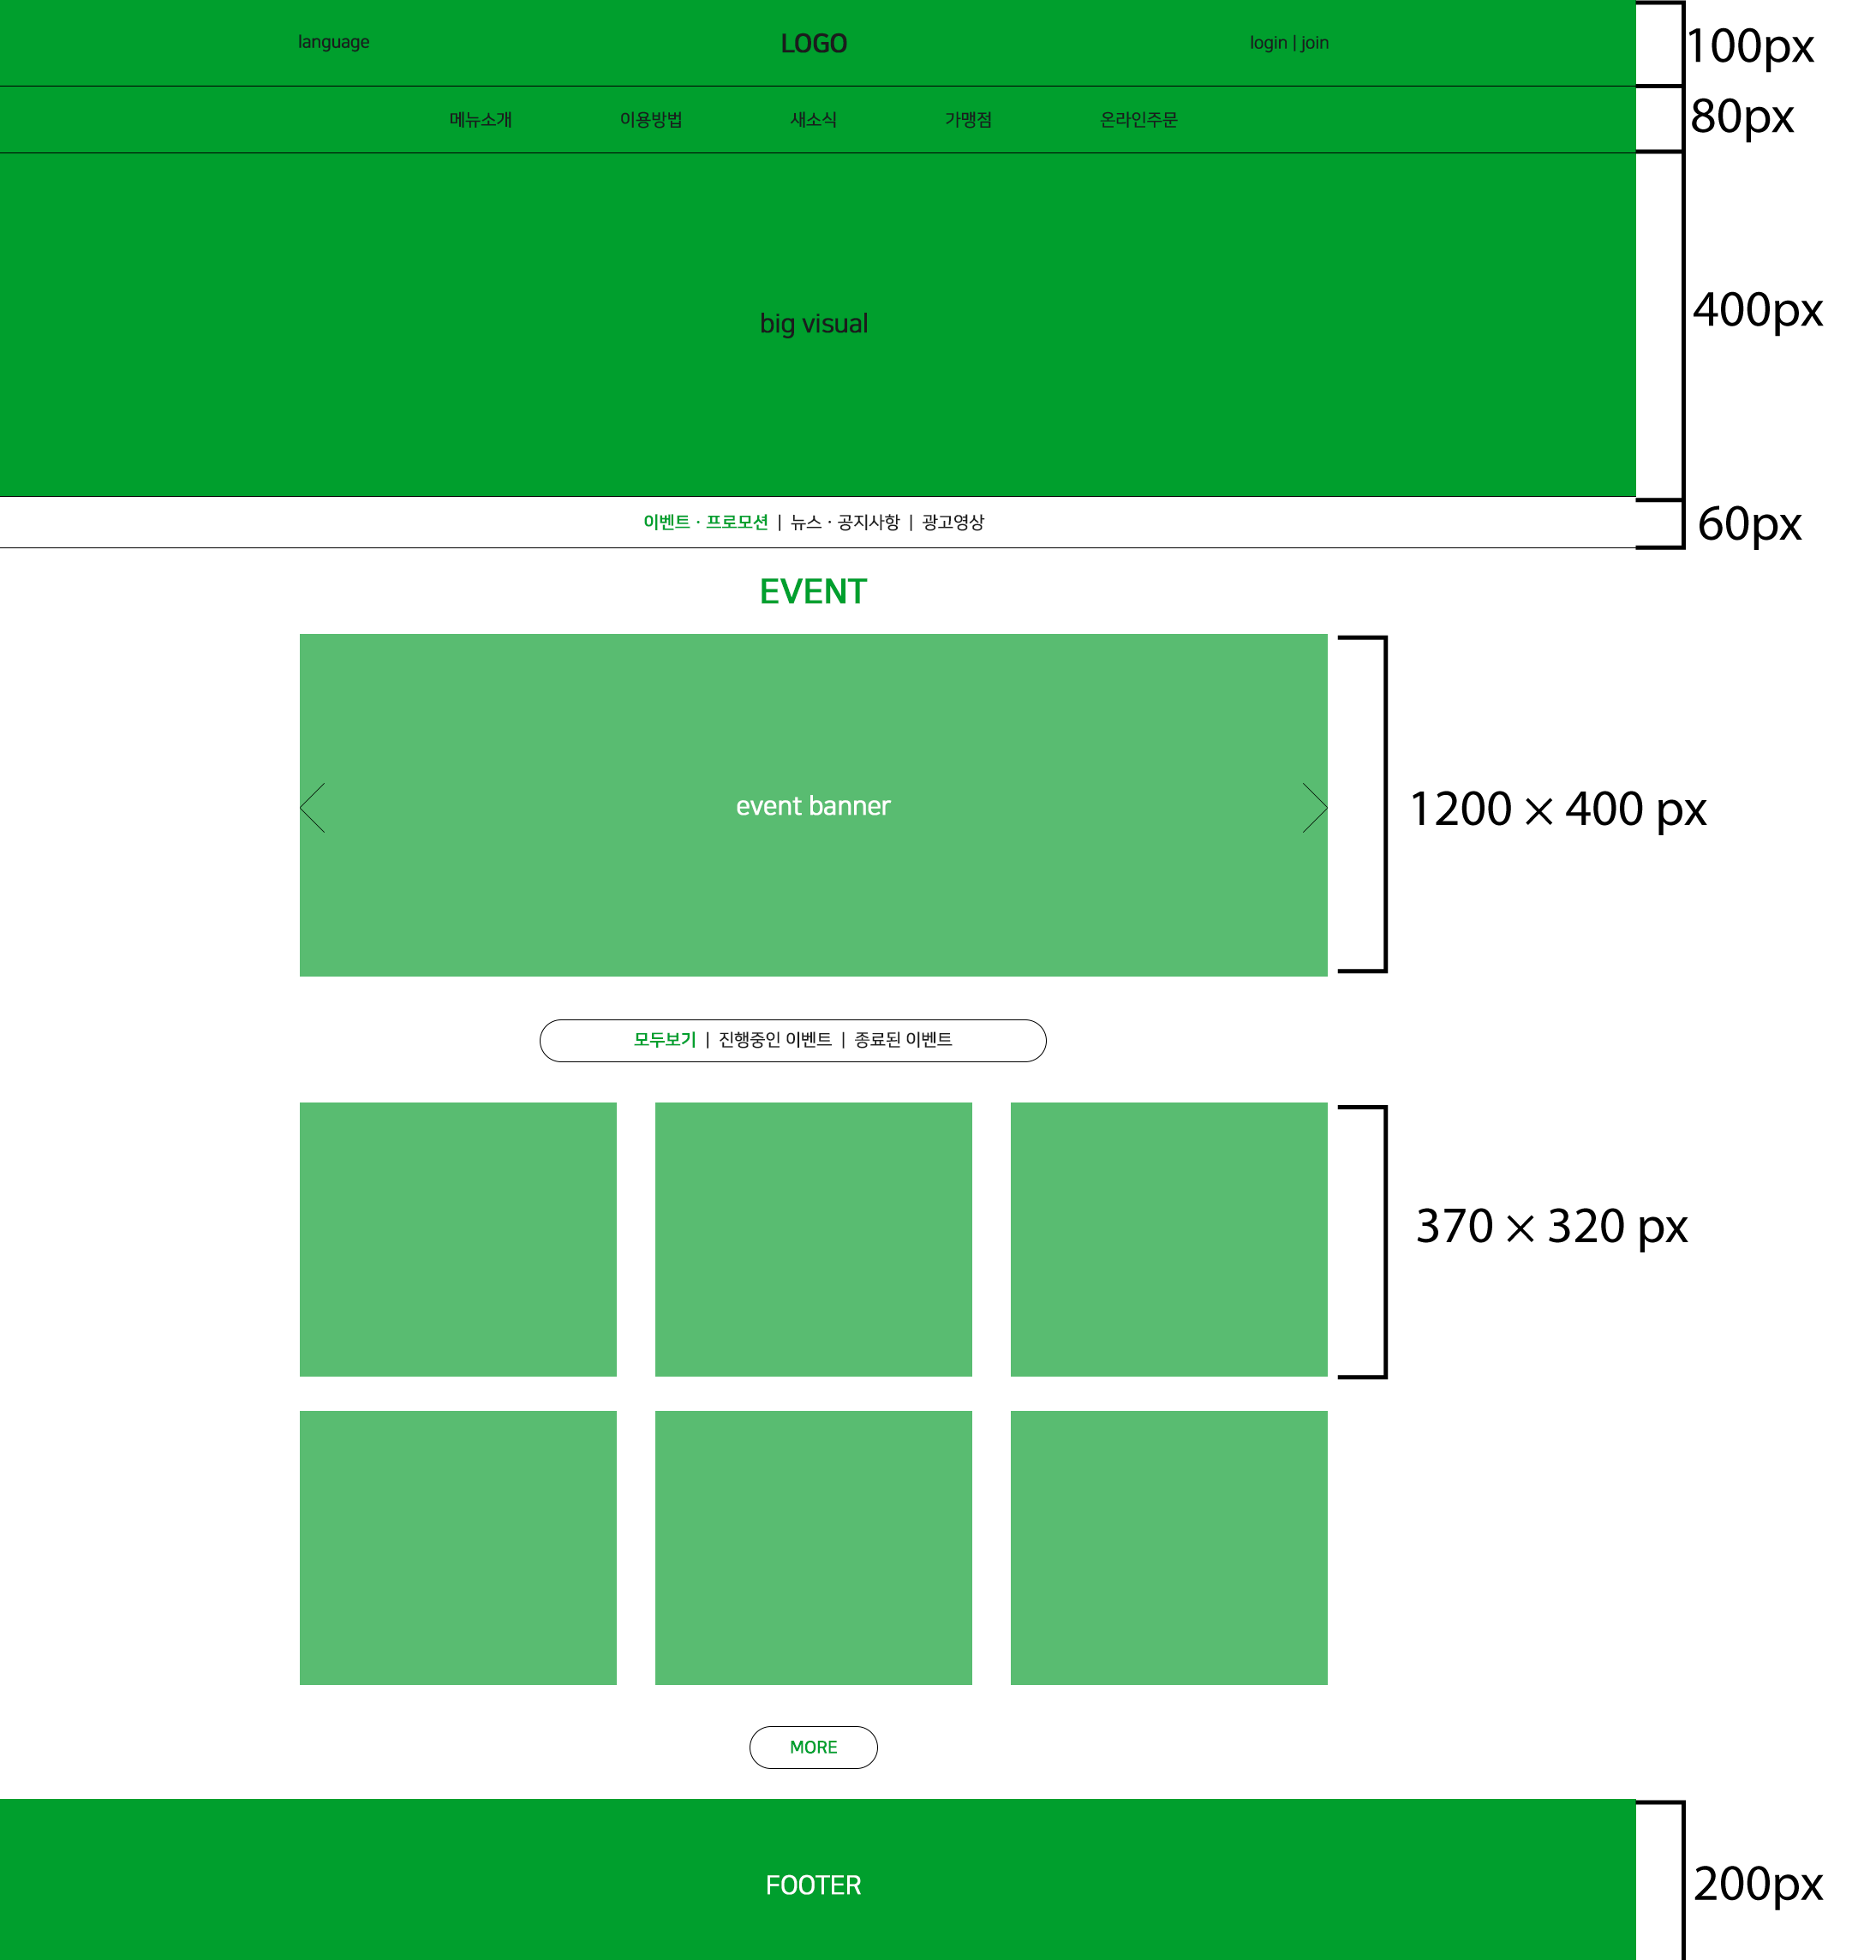 language LOGO login | join 100px
메뉴소개 이용방법 새소식 가맹점 온라인주문 80px
big visual 400px
이벤트 · 프로모션 | 뉴스 · 공지사항 | 광고영상 60px
EVENT
event banner 1200 × 400 px
모두보기 | 진행중인 이벤트 | 종료된 이벤트
370 × 320 px
MORE
FOOTER 200px